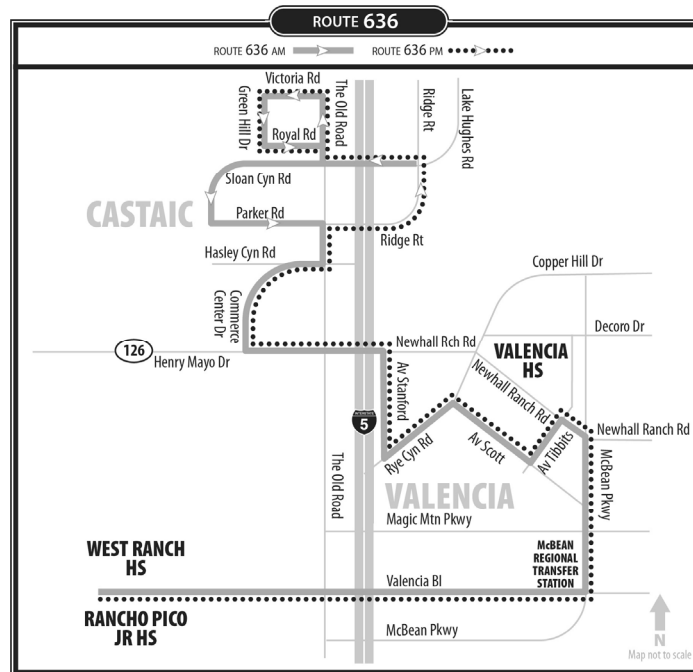 ROUTE 636
ROUTE 636 AM
ROUTE 636 PM
Victoria Rd
Green Hill Dr
The Old Road
Royal Rd
Ridge Rt
Lake Hughes Rd
Sloan Cyn Rd
CASTAIC
Parker Rd
Ridge Rt
Hasley Cyn Rd
Copper Hill Dr
Commerce
Center Dr
Decoro Dr
126
Henry Mayo Dr
Newhall Rch Rd
VALENCIA
HS
Av Stanford
Newhall Ranch Rd
INTERSTATE
5
Newhall Ranch Rd
Rye Cyn Rd
Av Scott
Av Tibbits
McBean Pkwy
The Old Road
VALENCIA
Magic Mtn Pkwy
WEST RANCH
HS
McBEAN
REGIONAL
TRANSFER
STATION
Valencia Bl
RANCHO PICO
JR HS
McBean Pkwy
N
Map not to scale